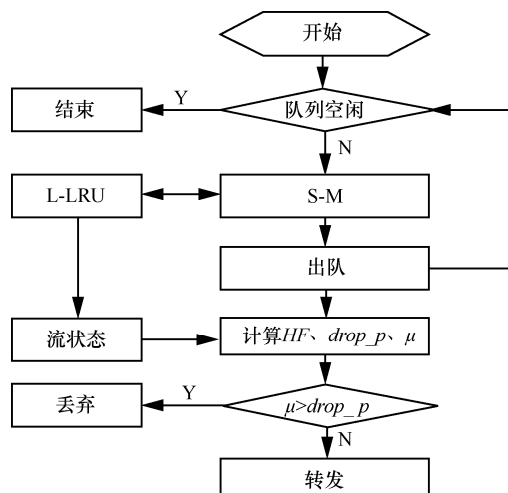 开始
Y
结束
队列空闲
N
L-LRU
S-M
出队
流状态
计算HF、drop_p、μ
Y
丢弃
μ>drop_p
N
转发